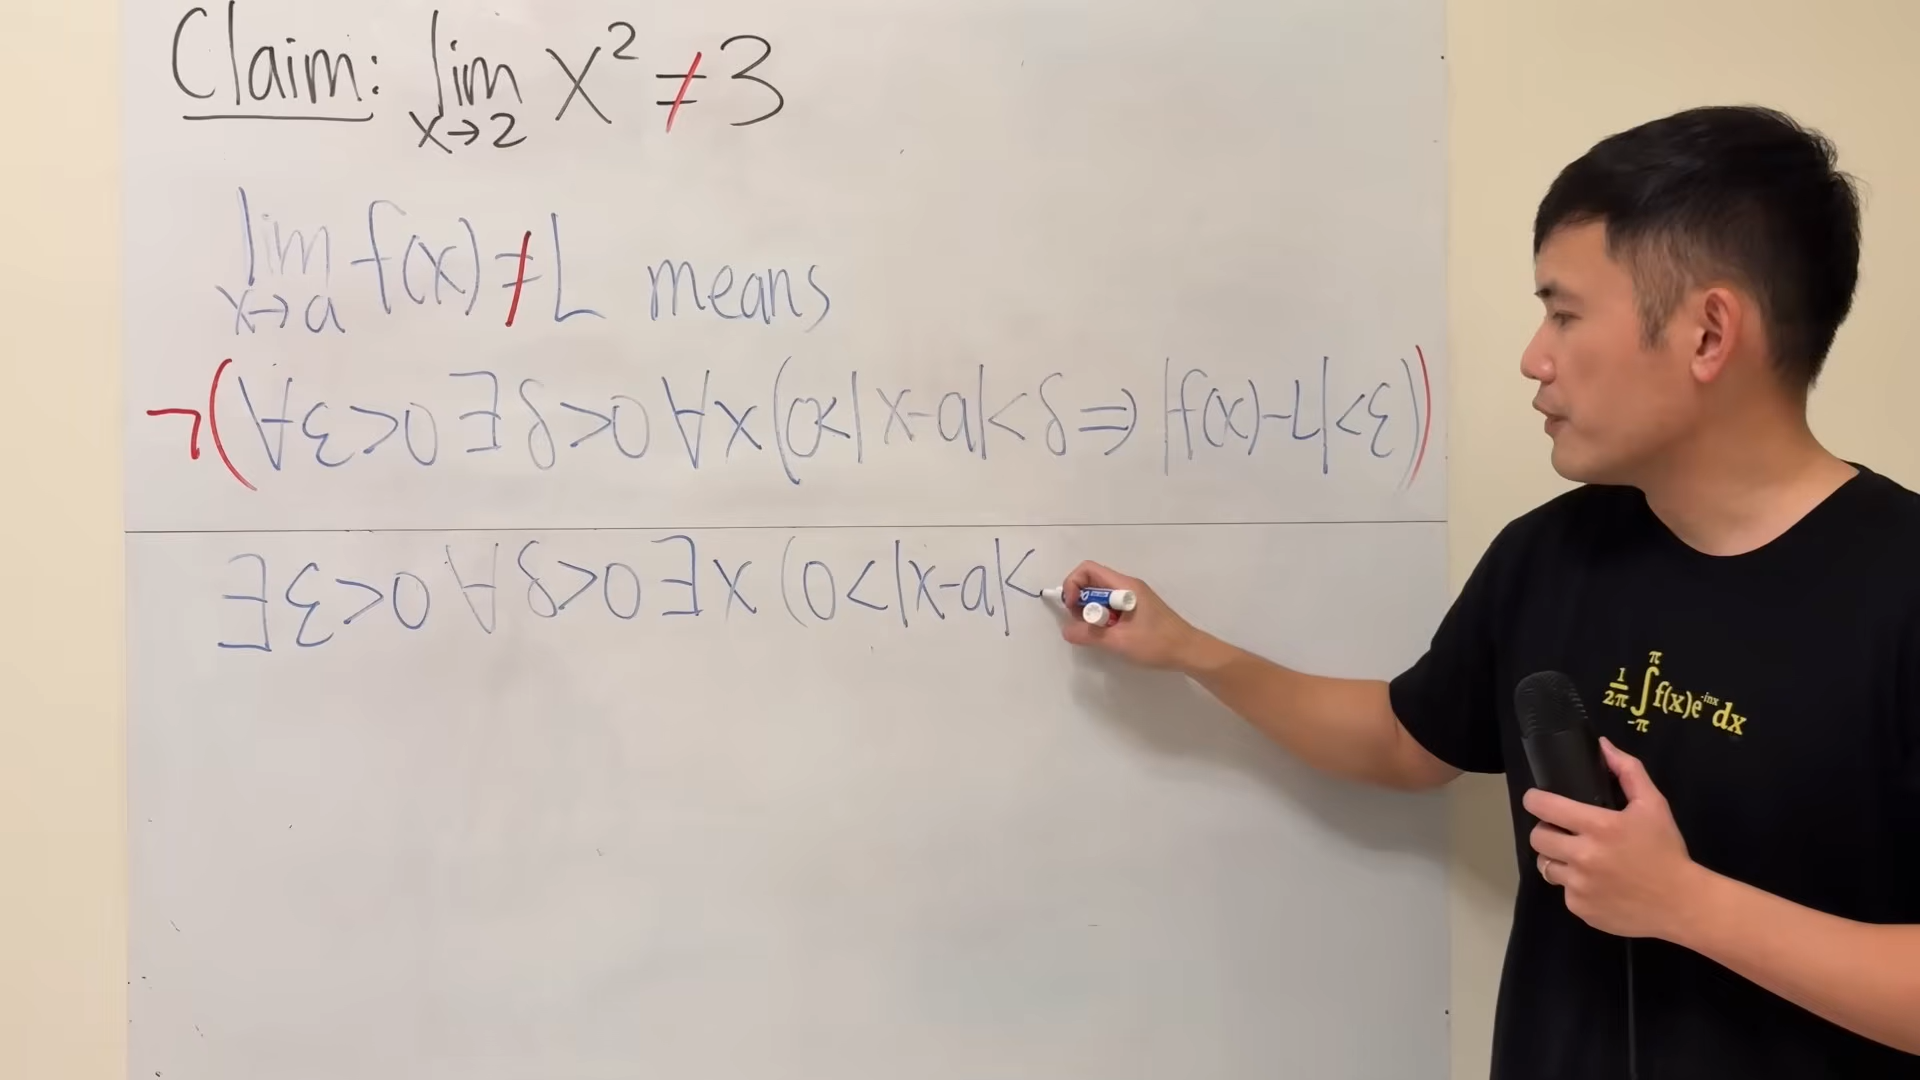 Claim: lim x→2 x² ≠ 3
lim x→a f(x) ≠ L means
¬(∀ε>0 ∃δ>0 ∀x(0<|x-a|<δ ⇒ |f(x)-L|<ε))
∃ε>0 ∀δ>0 ∃x (0<|x-a|<
1/2π ∫_-π^π f(x)e^-inx dx